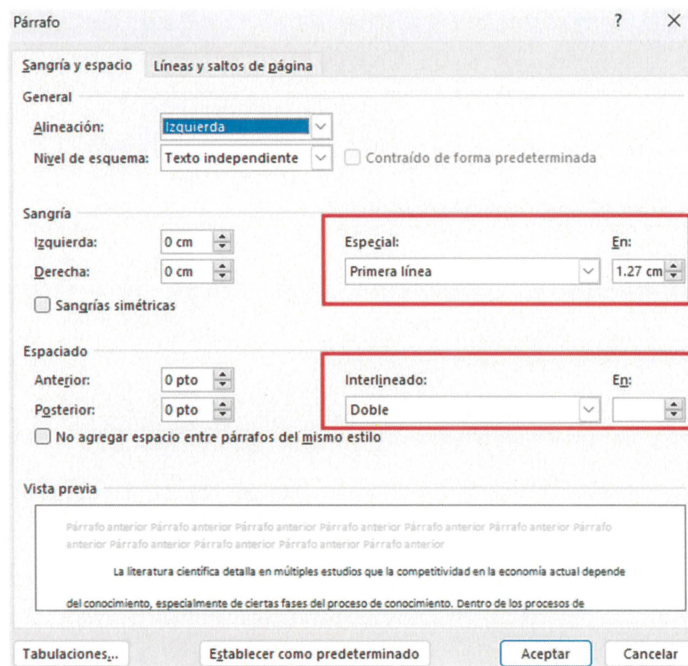 Párrafo ? ×
Sangría y espacio Líneas y saltos de página
General
Alineación: Izquierda
Nivel de esquema: Texto independiente Contraído de forma predeterminada
Sangría
Izquierda: 0 cm Especial: En:
Derecha: 0 cm Primera línea 1.27 cm
Sangrías simétricas
Espaciado
Anterior: 0 pto Interlineado: En:
Posterior: 0 pto Doble
No agregar espacio entre párrafos del mismo estilo
Vista previa
Párrafo anterior Párrafo anterior Párrafo anterior Párrafo anterior Párrafo anterior Párrafo anterior Párrafo
anterior Párrafo anterior Párrafo anterior Párrafo anterior Párrafo anterior
La literatura científica detalla en múltiples estudios que la competitividad en la economía actual depende
del conocimiento, especialmente de ciertas fases del proceso de conocimiento. Dentro de los procesos de
Tabulaciones... Establecer como predeterminado Aceptar Cancelar